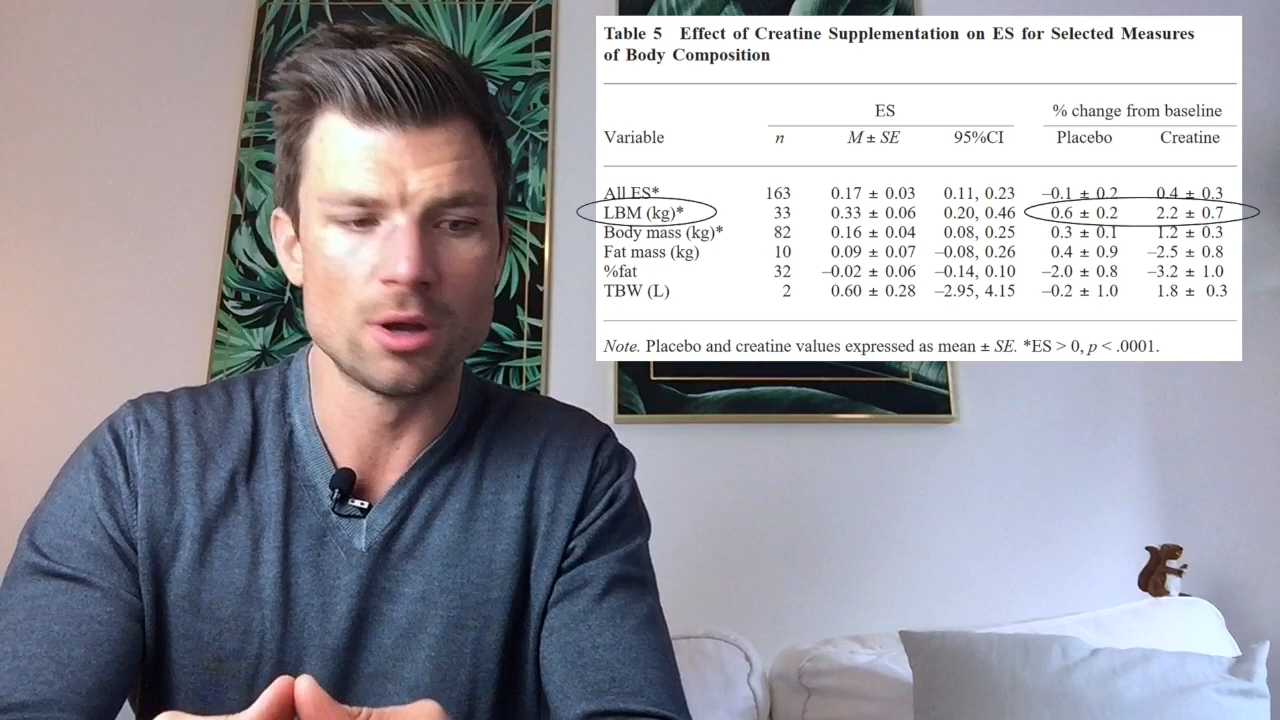 Table 5 Effect of Creatine Supplementation on ES for Selected Measures
of Body Composition
ES % change from baseline
Variable n M ± SE 95%CI Placebo Creatine
All ES* 163 0.17 ± 0.03 0.11, 0.23 –0.1 ± 0.2 0.4 ± 0.3
LBM (kg)* 33 0.33 ± 0.06 0.20, 0.46 0.6 ± 0.2 2.2 ± 0.7
Body mass (kg)* 82 0.16 ± 0.04 0.08, 0.25 0.3 ± 0.1 1.2 ± 0.3
Fat mass (kg) 10 0.09 ± 0.07 –0.08, 0.26 0.4 ± 0.9 –2.5 ± 0.8
%fat 32 –0.02 ± 0.06 –0.14, 0.10 –2.0 ± 0.8 –3.2 ± 1.0
TBW (L) 2 0.60 ± 0.28 –2.95, 4.15 –0.2 ± 1.0 1.8 ± 0.3
Note. Placebo and creatine values expressed as mean ± SE. *ES > 0, p < .0001.